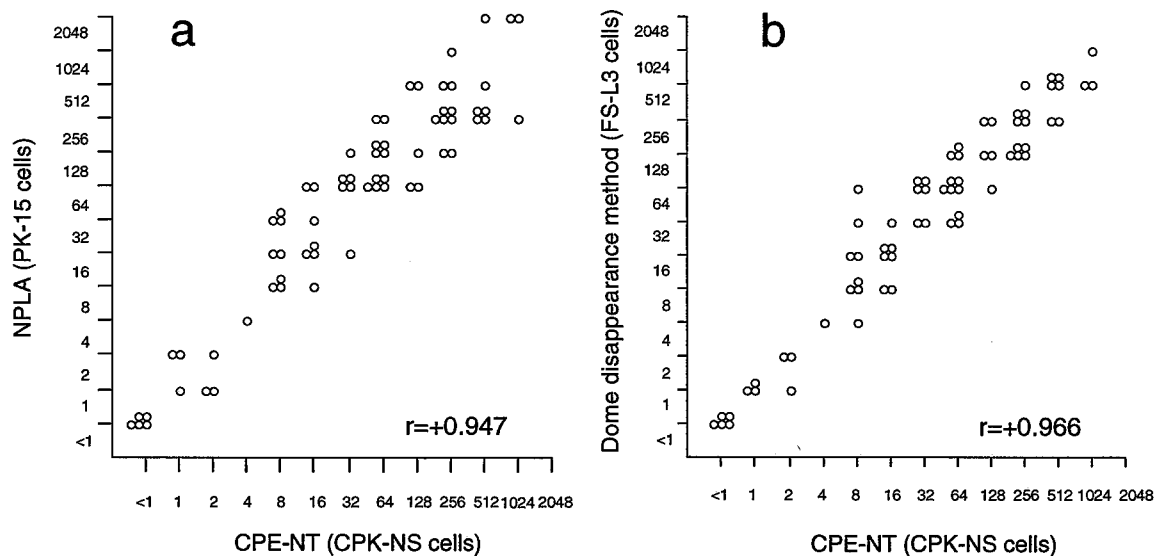 a
NPLA (PK-15 cells)
2048
1024
512
256
128
64
32
16
8
4
2
1
<1
r=+0.947
<1 1 2 4 8 16 32 64 128 256 512 1024 2048
CPE-NT (CPK-NS cells)
b
Dome disappearance method (FS-L3 cells)
2048
1024
512
256
128
64
32
16
8
4
2
1
<1
r=+0.966
<1 1 2 4 8 16 32 64 128 256 512 1024 2048
CPE-NT (CPK-NS cells)